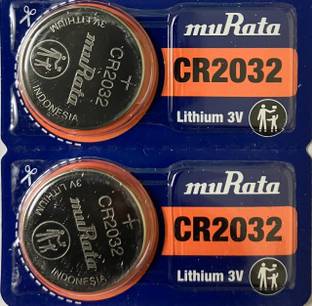 muRata
CR2032
Lithium 3V
+
CR2032
muRata
3V LITHIUM
INDONESIA
muRata
CR2032
Lithium 3V
+
CR2032
muRata
3V LITHIUM
INDONESIA